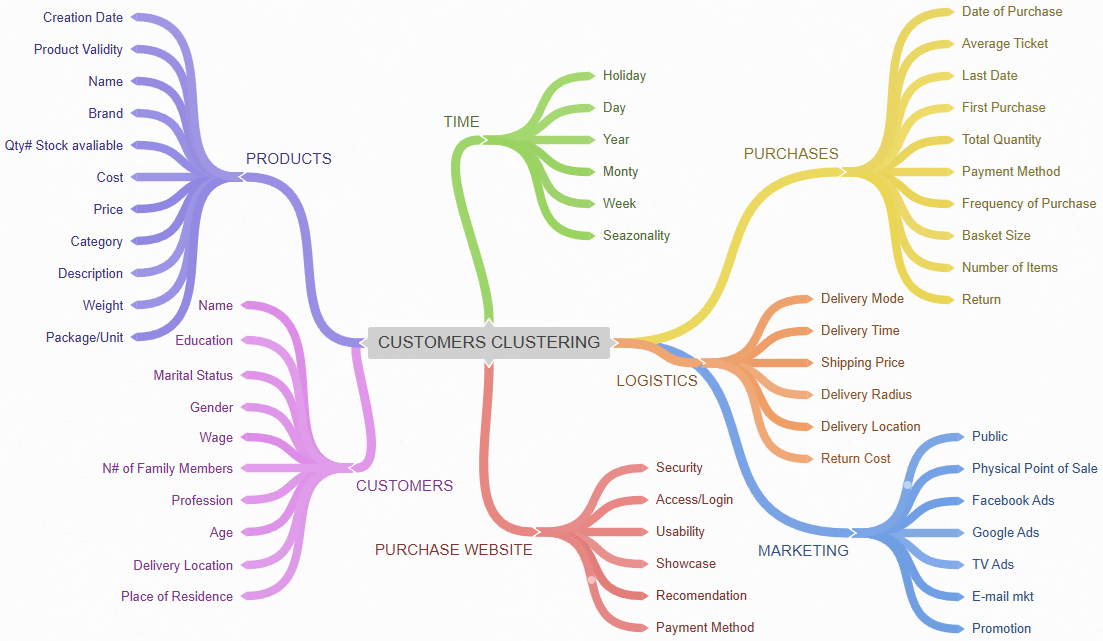 CUSTOMERS CLUSTERING
PRODUCTS
Creation Date
Product Validity
Name
Brand
Qty# Stock avaliable
Cost
Price
Category
Description
Weight
Package/Unit
CUSTOMERS
Name
Education
Marital Status
Gender
Wage
N# of Family Members
Profession
Age
Delivery Location
Place of Residence
TIME
Holiday
Day
Year
Monty
Week
Seazonality
PURCHASE WEBSITE
Security
Access/Login
Usability
Showcase
Recomendation
Payment Method
PURCHASES
Date of Purchase
Average Ticket
Last Date
First Purchase
Total Quantity
Payment Method
Frequency of Purchase
Basket Size
Number of Items
Return
LOGISTICS
Delivery Mode
Delivery Time
Shipping Price
Delivery Radius
Delivery Location
Return Cost
MARKETING
Public
Physical Point of Sale
Facebook Ads
Google Ads
TV Ads
E-mail mkt
Promotion